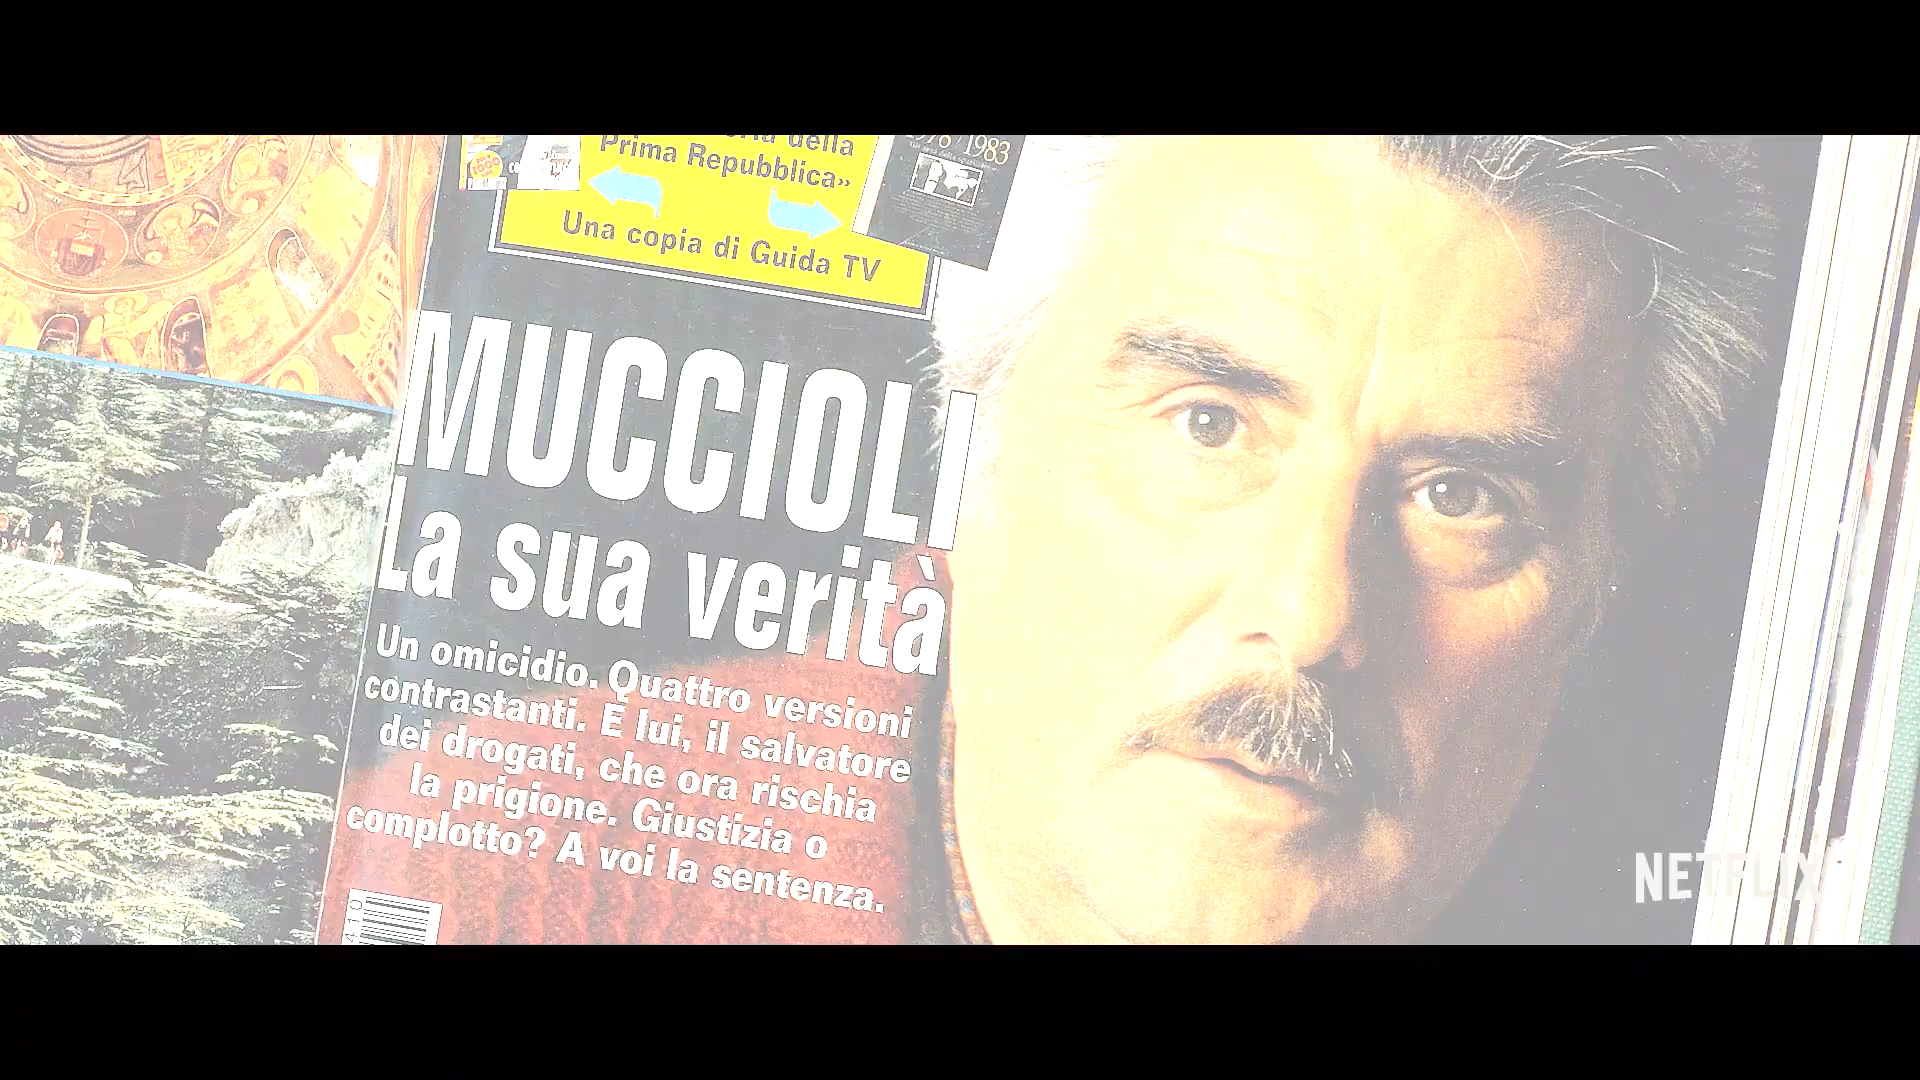 della
Prima Repubblica»
1983
Una copia di Guida TV
MUCCIOLI
La sua verità
Un omicidio. Quattro versioni
contrastanti. E lui, il salvatore
dei drogati, che ora rischia
la prigione. Giustizia o
complotto? A voi la sentenza.
NETFLIX